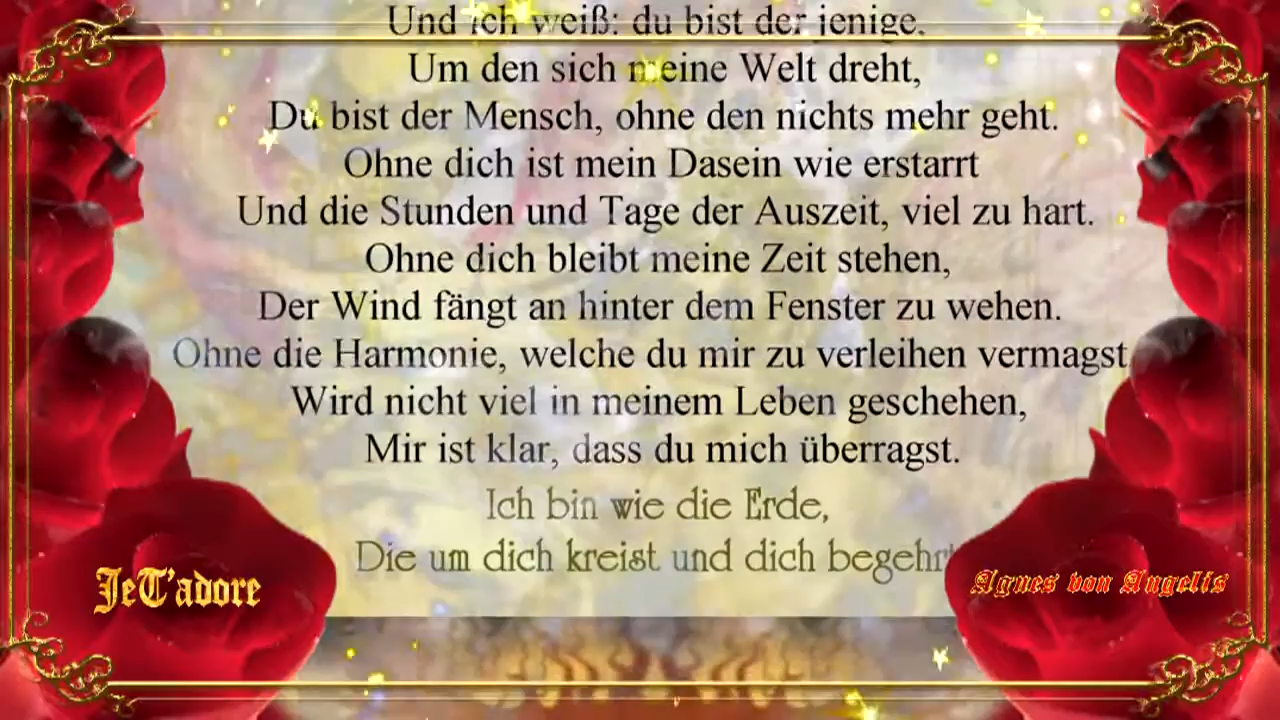 Und ich weiß: du bist der jenige,
Um den sich meine Welt dreht,
Du bist der Mensch, ohne den nichts mehr geht.
Ohne dich ist mein Dasein wie erstarrt
Und die Stunden und Tage der Auszeit, viel zu hart.
Ohne dich bleibt meine Zeit stehen,
Der Wind fängt an hinter dem Fenster zu wehen.
Ohne die Harmonie, welche du mir zu verleihen vermagst
Wird nicht viel in meinem Leben geschehen,
Mir ist klar, dass du mich überragst.
Ich bin wie die Erde,
Die um dich kreist und dich begehrt
JeT'adore
Agnes von Angelis